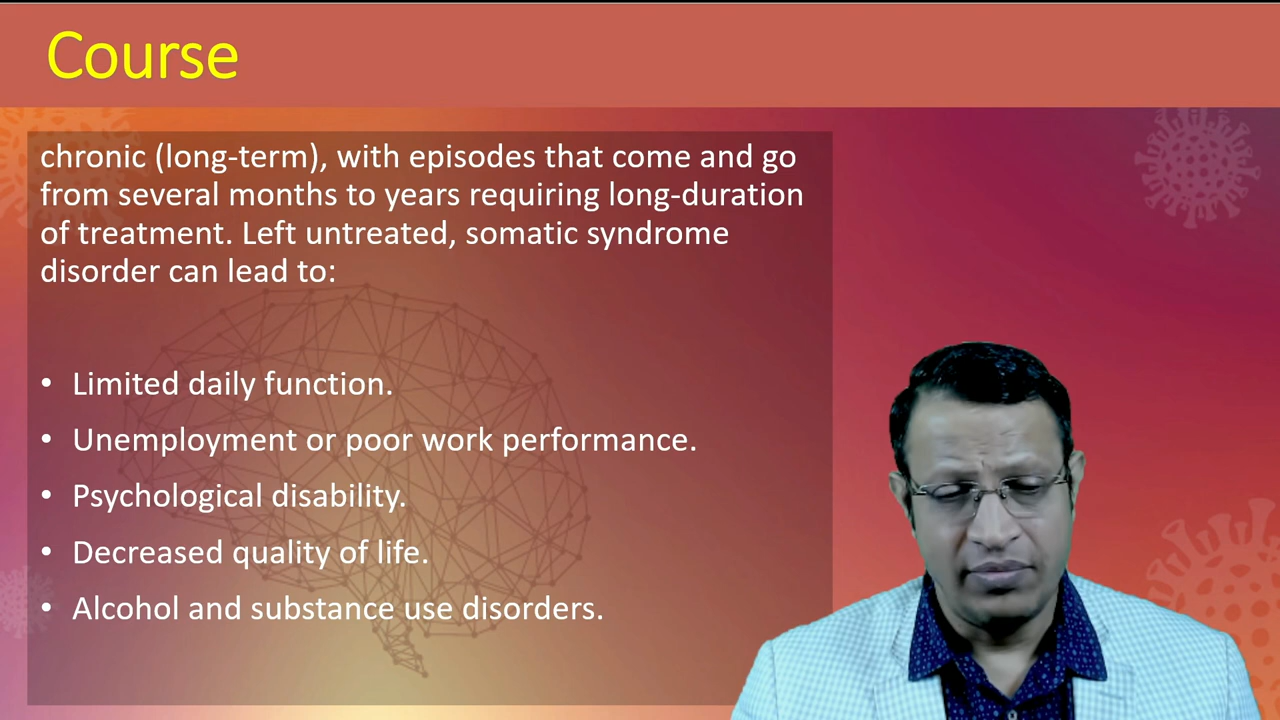 Course
chronic (long-term), with episodes that come and go
from several months to years requiring long-duration
of treatment. Left untreated, somatic syndrome
disorder can lead to:
• Limited daily function.
• Unemployment or poor work performance.
• Psychological disability.
• Decreased quality of life.
• Alcohol and substance use disorders.